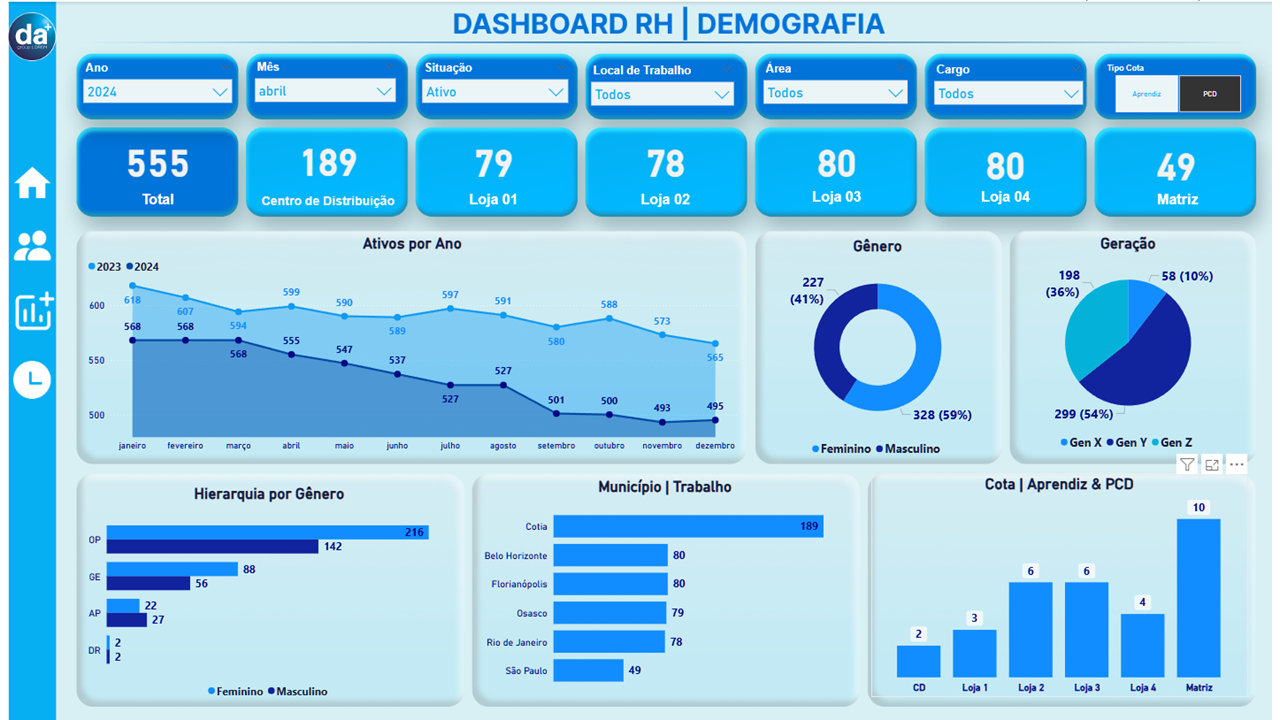 DASHBOARD RH | DEMOGRAFIA
da+
Ano
2024
Mês
abril
Situação
Ativo
Local de Trabalho
Todos
Área
Todos
Cargo
Todos
Tipo Cota
Aprendiz
PCD
555
Total
189
Centro de Distribuição
79
Loja 01
78
Loja 02
80
Loja 03
80
Loja 04
49
Matriz
Ativos por Ano
2023 2024
600
550
500
618 607 594 599 590 589 597 591 580 588 573 565
568 568 568 555 547 537 527 527 501 500 493 495
janeiro fevereiro março abril maio junho julho agosto setembro outubro novembro dezembro
Gênero
227
(41%)
328 (59%)
Feminino Masculino
Geração
198
(36%)
58 (10%)
299 (54%)
Gen X Gen Y Gen Z
Hierarquia por Gênero
OP 216
142
GE 88
56
AP 22
27
DR 2
2
Feminino Masculino
Município | Trabalho
Cotia 189
Belo Horizonte 80
Florianópolis 80
Osasco 79
Rio de Janeiro 78
São Paulo 49
Cota | Aprendiz & PCD
2 3 6 6 4 10
CD Loja 1 Loja 2 Loja 3 Loja 4 Matriz